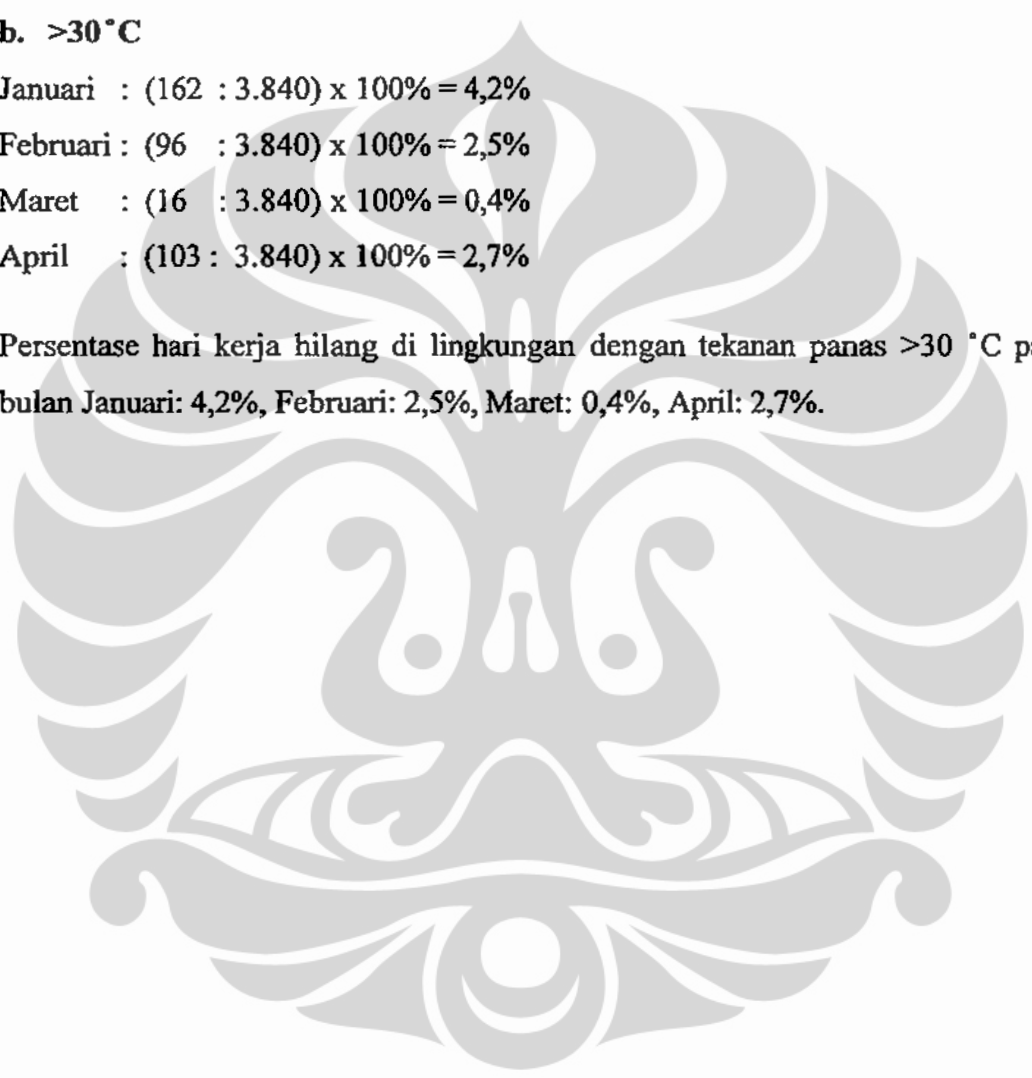 b. >30˚C
Januari : (162 : 3.840) x 100% = 4,2%
Februari : (96 : 3.840) x 100% = 2,5%
Maret : (16 : 3.840) x 100% = 0,4%
April : (103 : 3.840) x 100% = 2,7%
Persentase hari kerja hilang di lingkungan dengan tekanan panas >30 ˚C
bulan Januari: 4,2%, Februari: 2,5%, Maret: 0,4%, April: 2,7%.